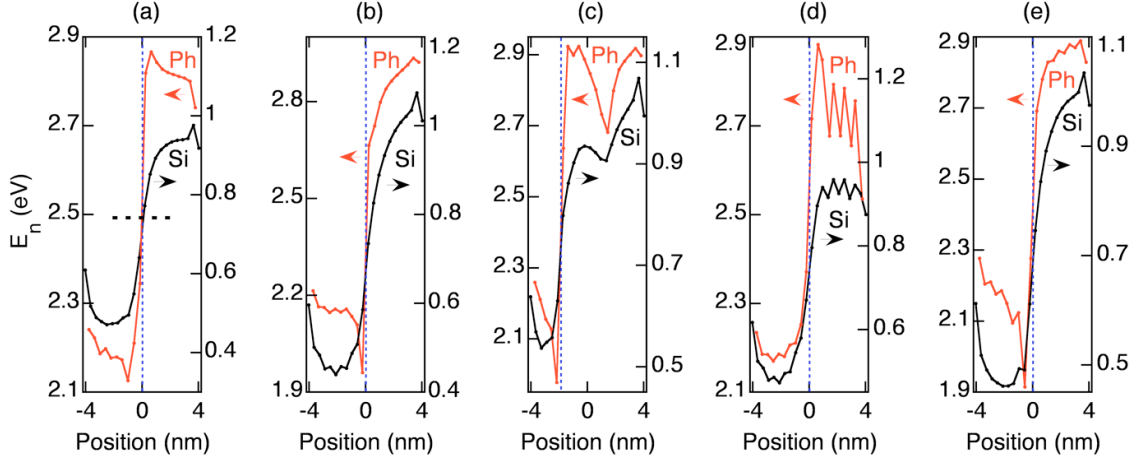 (a) (b) (c) (d) (e)
E_n (eV)
2.9 2.7 2.5 2.3 2.1
1.2 1 0.8 0.6 0.4
Ph
Si
-4 0 4
Position (nm)
2.8 2.5 2.2 1.9
1.2 1 0.8 0.6 0.4
Ph
Si
-4 0 4
Position (nm)
2.9 2.7 2.5 2.3 2.1
1.1 0.9 0.7 0.5
Ph
Si
-4 0 4
Position (nm)
2.9 2.7 2.5 2.3 2.1
1.2 1 0.8 0.6
Ph
Si
-4 0 4
Position (nm)
2.9 2.7 2.5 2.3 2.1 1.9
1.1 0.9 0.7 0.5
Ph
Si
-4 0 4
Position (nm)